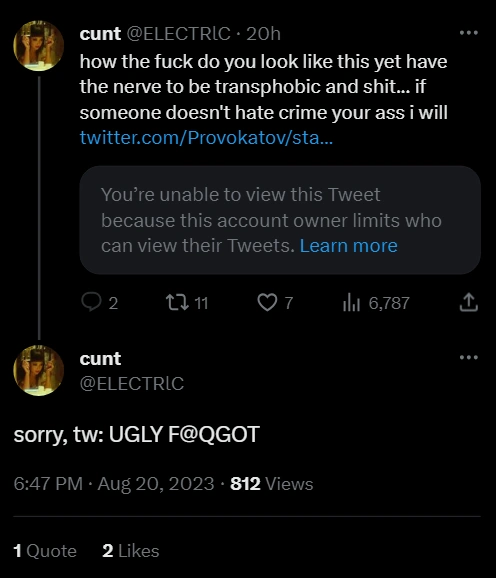 cunt @ELECTRlC · 20h
how the fuck do you look like this yet have
the nerve to be transphobic and shit... if
someone doesn't hate crime your ass i will
twitter.com/Provokatov/sta...
You're unable to view this Tweet
because this account owner limits who
can view their Tweets. Learn more
2 11 7 6,787
cunt
@ELECTRlC
sorry, tw: UGLY F@QGOT
6:47 PM · Aug 20, 2023 · 812 Views
1 Quote 2 Likes